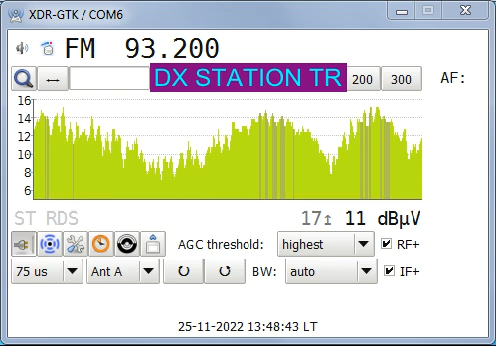 XDR-GTK / COM6
FM 93.200
DX STATION TR
200 300 AF:
16
14
12
10
8
6
ST RDS 17↥ 11 dBµV
AGC threshold: highest RF+
75 us Ant A BW: auto IF+
25-11-2022 13:48:43 LT